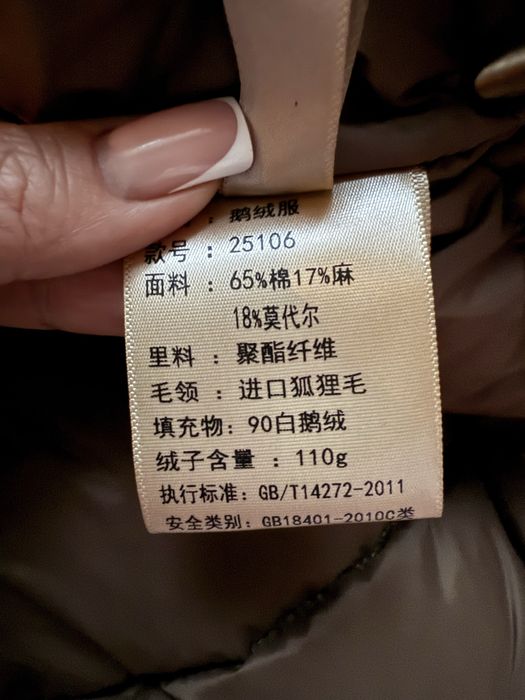 ：鹅绒服
款号：25106
面料：65%棉17%麻
18%莫代尔
里料：聚酯纤维
毛领：进口狐狸毛
填充物：90白鹅绒
绒子含量：110g
执行标准：GB/T14272-2011
安全类别：GB18401-2010C类